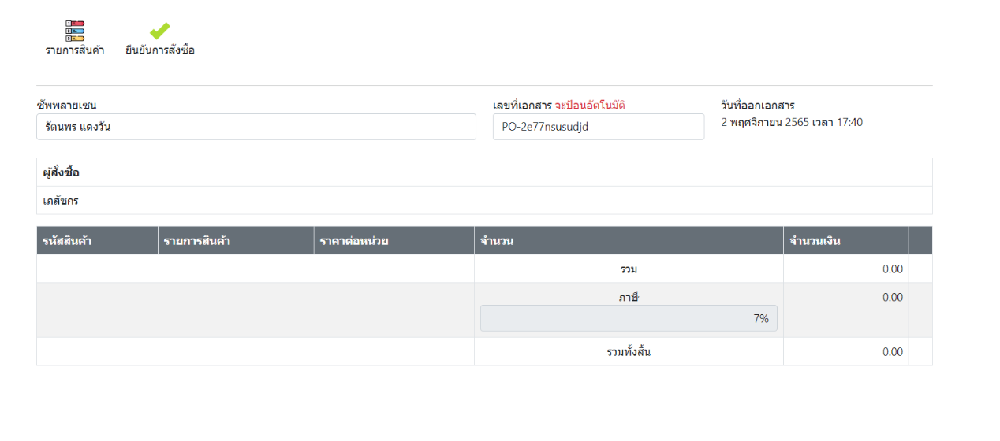 รายการสินค้า ยืนยันการสั่งซื้อ
ซัพพลายเชน เลขที่เอกสาร จะป้อนอัตโนมัติ วันที่ออกเอกสาร
รัตนพร แดงวัน PO-2e77nsusudjd 2 พฤศจิกายน 2565 เวลา 17:40
ผู้สั่งซื้อ
เภสัชกร
รหัสสินค้า รายการสินค้า ราคาต่อหน่วย จำนวน จำนวนเงิน
รวม 0.00
ภาษี 0.00
7%
รวมทั้งสิ้น 0.00